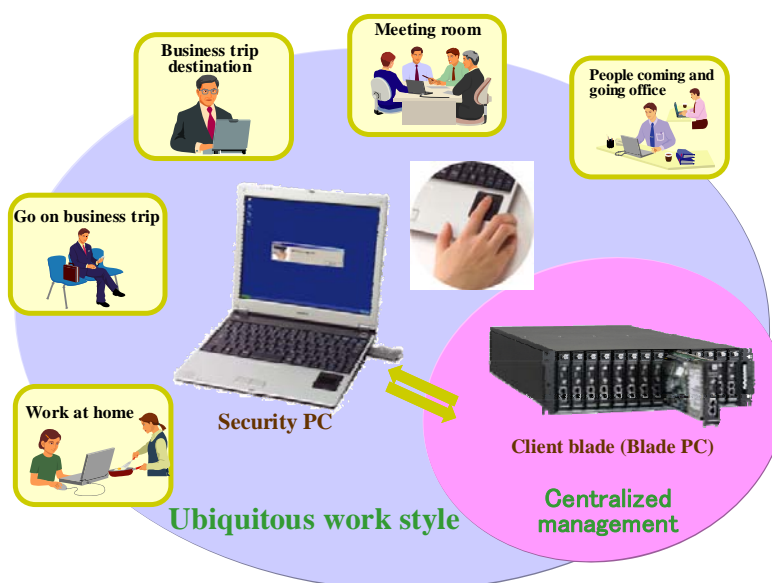 Meeting room
Business trip
destination
People coming and
going office
Go on business trip
Work at home
Security PC
Client blade (Blade PC)
Ubiquitous work style
Centralized
management